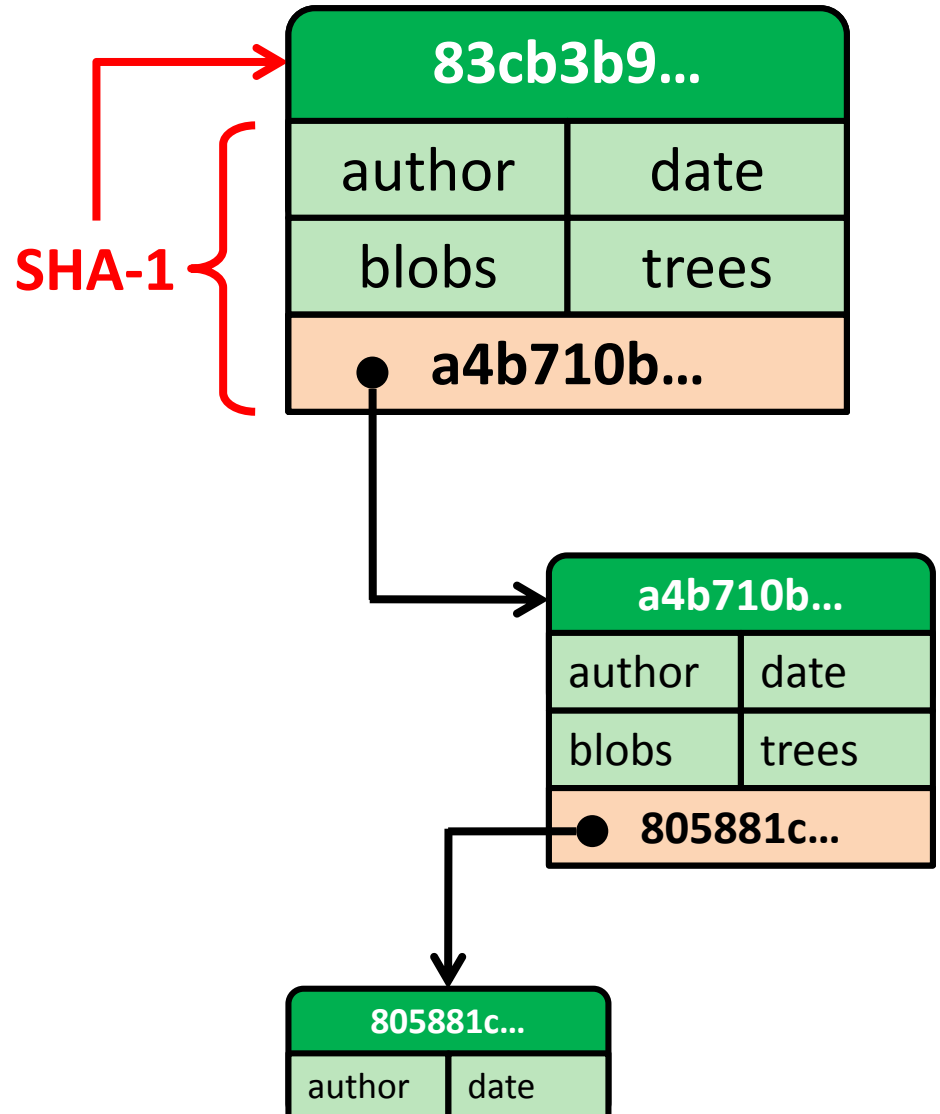 83cb3b9...
author date
SHA-1
blobs trees
a4b710b...
a4b710b...
author date
blobs trees
805881c...
805881c...
author date